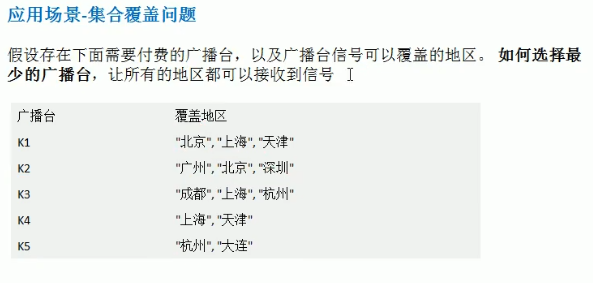 应用场景-集合覆盖问题
假设存在下面需要付费的广播台，以及广播台信号可以覆盖的地区。 如何选择最
少的广播台，让所有的地区都可以接收到信号
广播台 覆盖地区
K1 "北京", "上海", "天津"
K2 "广州", "北京", "深圳"
K3 "成都", "上海", "杭州"
K4 "上海", "天津"
K5 "杭州", "大连"